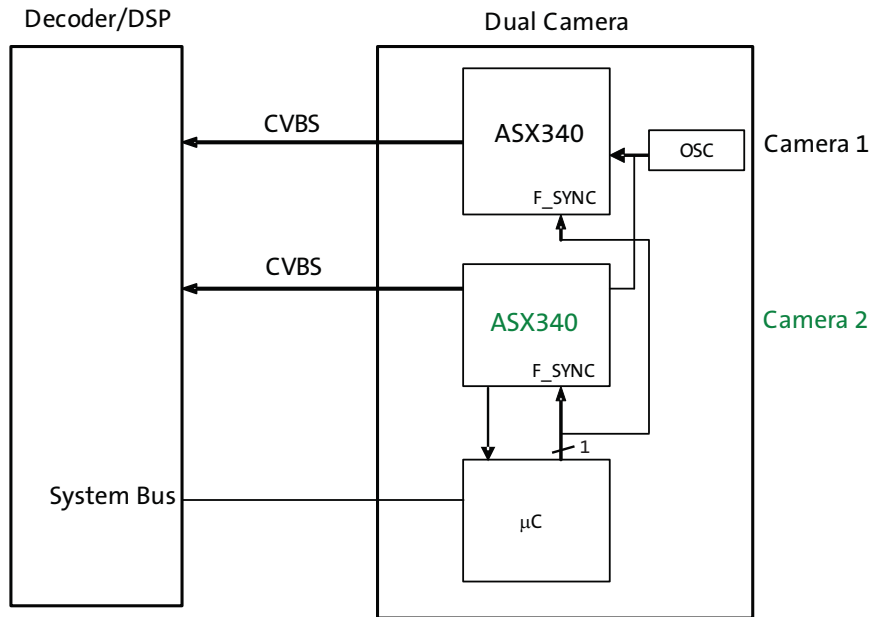 Decoder/DSP
Dual Camera
CVBS
ASX340
F_SYNC
OSC
Camera 1
CVBS
ASX340
F_SYNC
Camera 2
1
System Bus
µC